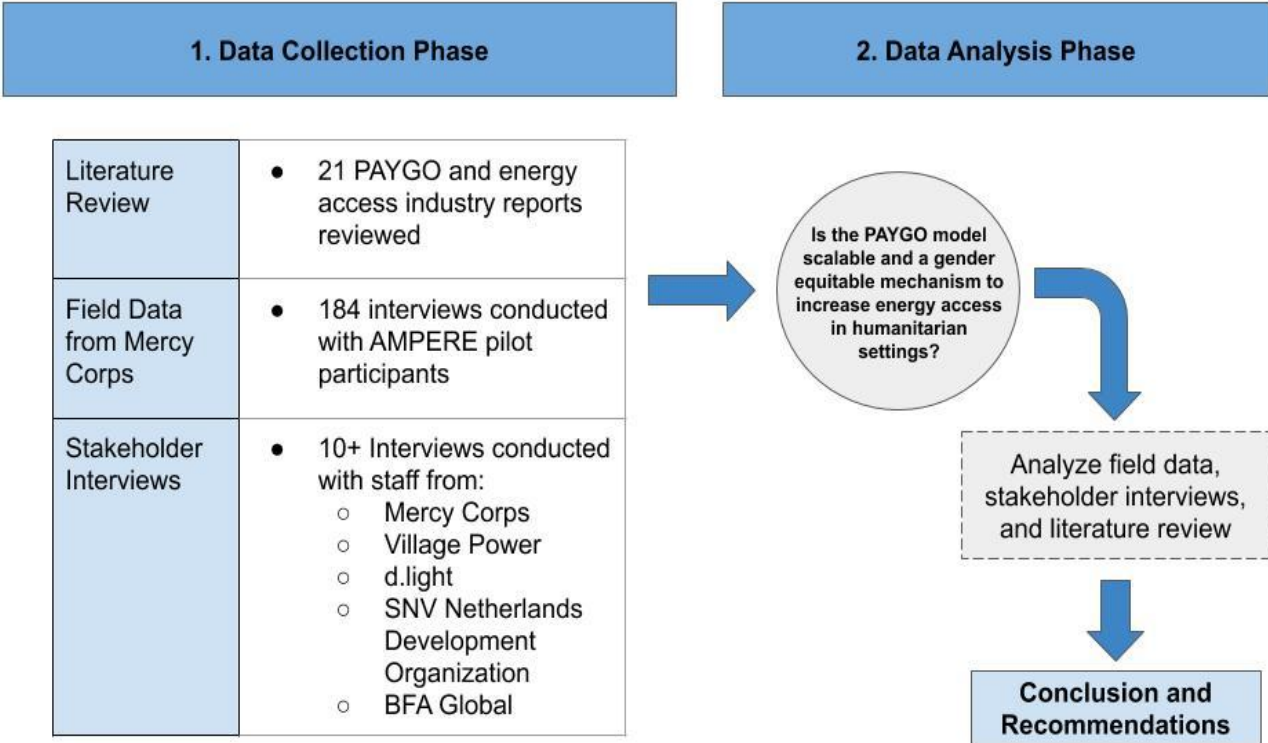 1. Data Collection Phase
2. Data Analysis Phase
Literature
Review
● 21 PAYGO and energy
access industry reports
reviewed
Field Data
from Mercy
Corps
● 184 interviews conducted
with AMPERE pilot
participants
Stakeholder
Interviews
● 10+ Interviews conducted
with staff from:
○ Mercy Corps
○ Village Power
○ d.light
○ SNV Netherlands
Development
Organization
○ BFA Global
Is the PAYGO model
scalable and a gender
equitable mechanism to
increase energy access
in humanitarian
settings?
Analyze field data,
stakeholder interviews,
and literature review
Conclusion and
Recommendations